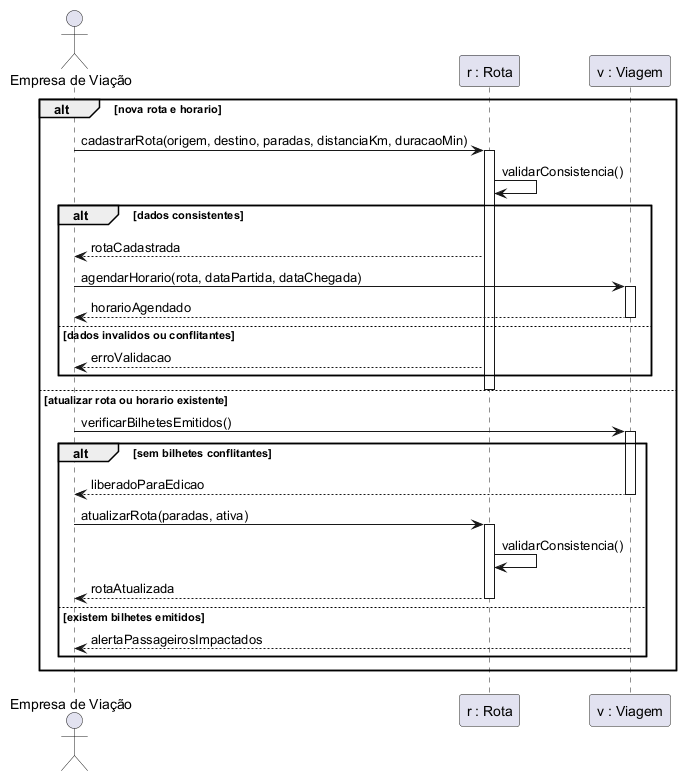 Empresa de Viação
r : Rota
v : Viagem
alt
[nova rota e horario]
cadastrarRota(origem, destino, paradas, distanciaKm, duracaoMin)
validarConsistencia()
alt
[dados consistentes]
rotaCadastrada
agendarHorario(rota, dataPartida, dataChegada)
horarioAgendado
[dados invalidos ou conflitantes]
erroValidacao
[atualizar rota ou horario existente]
verificarBilhetesEmitidos()
alt
[sem bilhetes conflitantes]
liberadoParaEdicao
atualizarRota(paradas, ativa)
validarConsistencia()
rotaAtualizada
[existem bilhetes emitidos]
alertaPassageirosImpactados
Empresa de Viação
r : Rota
v : Viagem